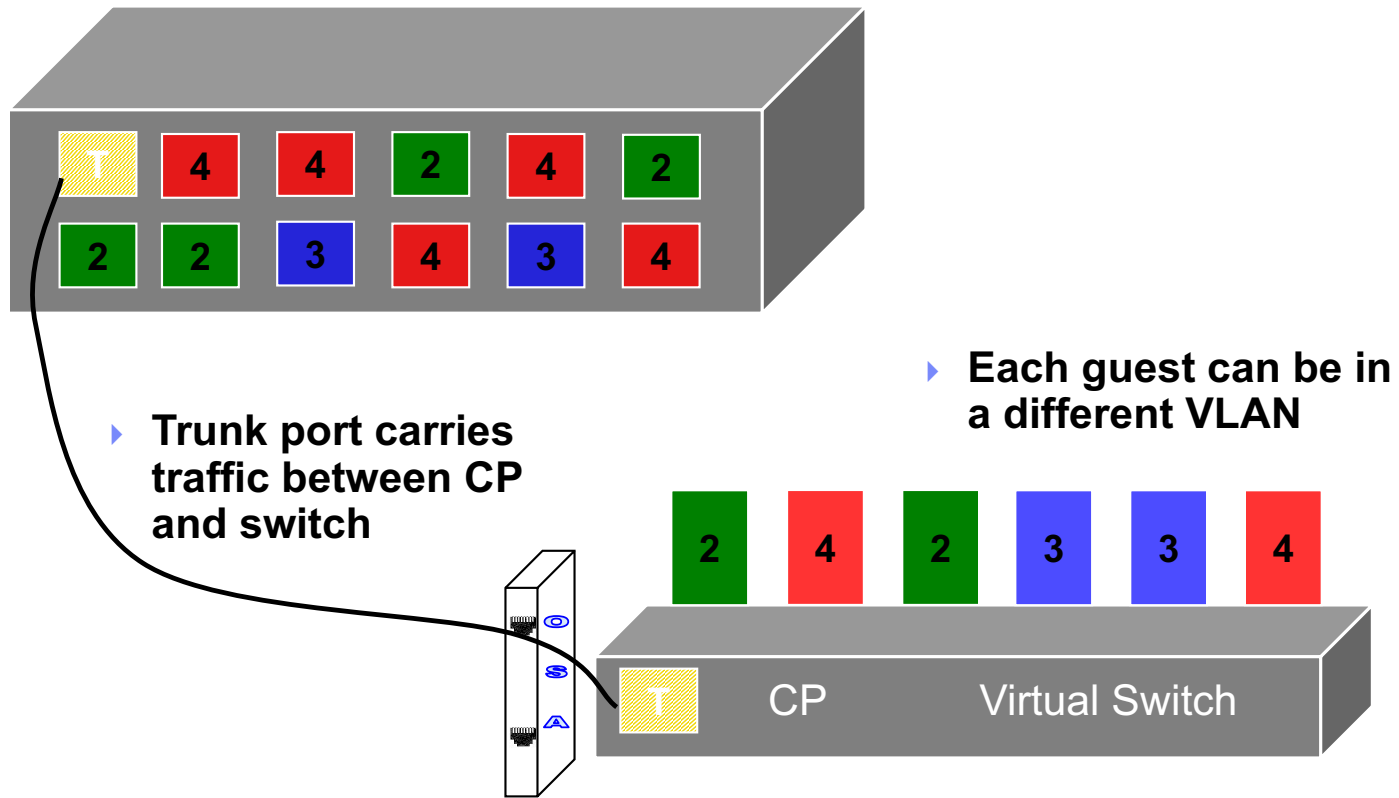 T 4 4 2 4 2
2 2 3 4 3 4
Trunk port carries
traffic between CP
and switch
Each guest can be in
a different VLAN
2 4 2 3 3 4
O
S
A
T CP Virtual Switch